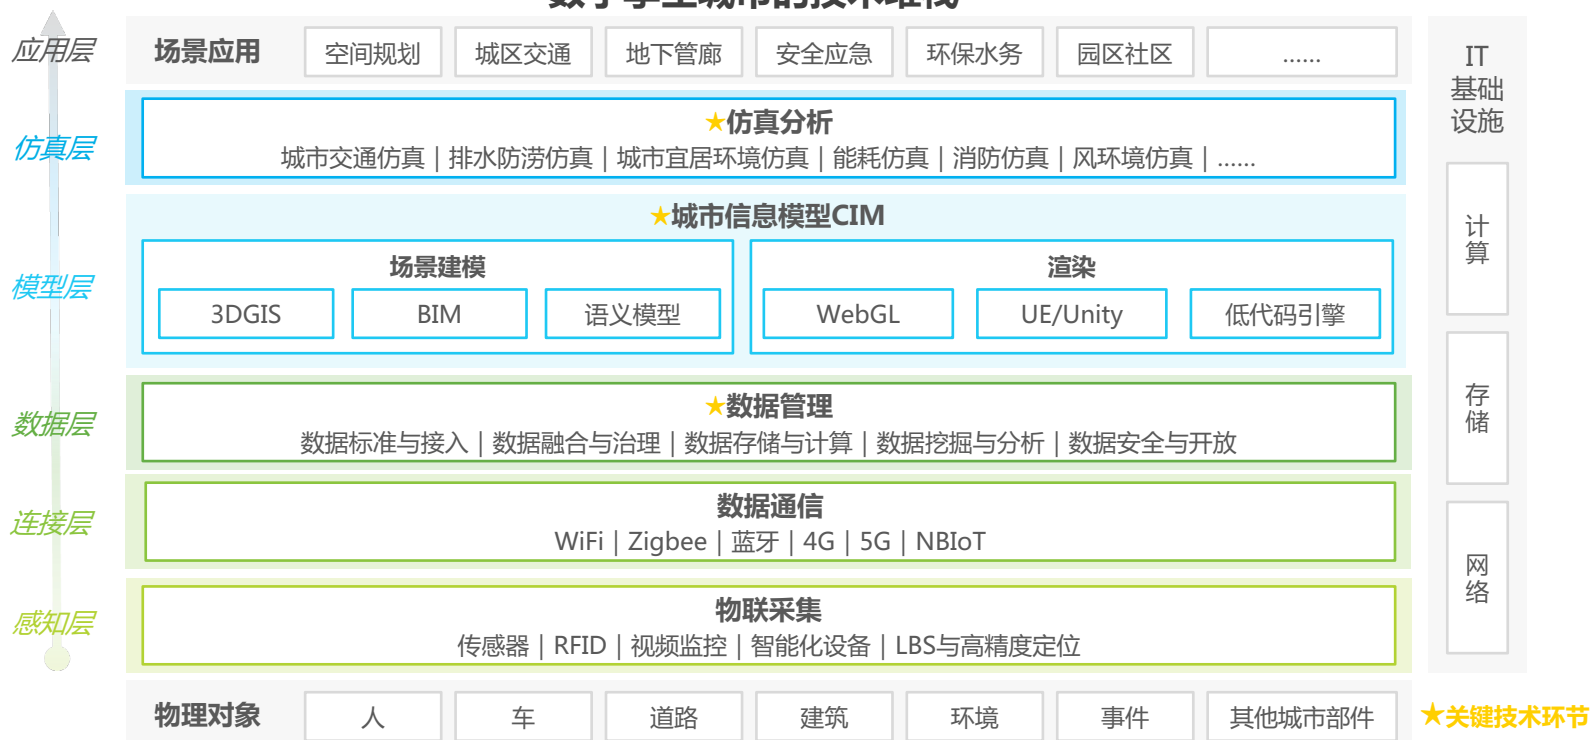 数字孪生城市的技术堆栈
应用层
场景应用
空间规划
城区交通
地下管廊
安全应急
环保水务
园区社区
......
仿真层
★仿真分析
城市交通仿真｜排水防涝仿真｜城市宜居环境仿真｜能耗仿真｜消防仿真｜风环境仿真｜......
模型层
★城市信息模型CIM
场景建模
3DGIS
BIM
语义模型
渲染
WebGL
UE/Unity
低代码引擎
数据层
★数据管理
数据标准与接入｜数据融合与治理｜数据存储与计算｜数据挖掘与分析｜数据安全与开放
连接层
数据通信
WiFi｜Zigbee｜蓝牙｜4G｜5G｜NBIoT
感知层
物联采集
传感器｜RFID｜视频监控｜智能化设备｜LBS与高精度定位
物理对象
人
车
道路
建筑
环境
事件
其他城市部件
IT
基础
设施
计
算
存
储
网
络
★关键技术环节